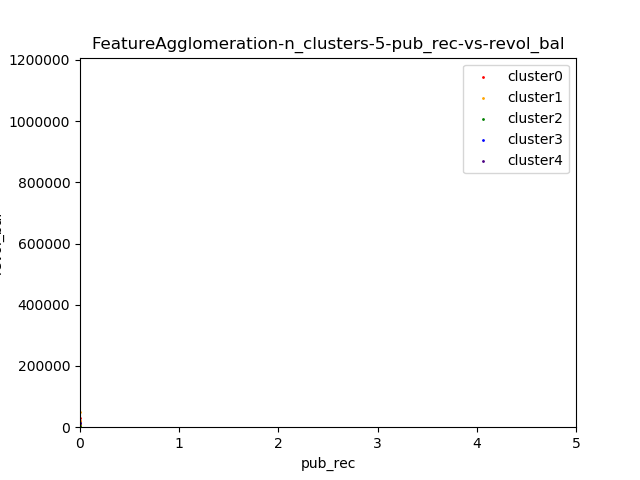 FeatureAgglomeration-n_clusters-5-pub_rec-vs-revol_bal
1200000
1000000
800000
600000
400000
200000
0
0 1 2 3 4 5
pub_rec
cluster0
cluster1
cluster2
cluster3
cluster4